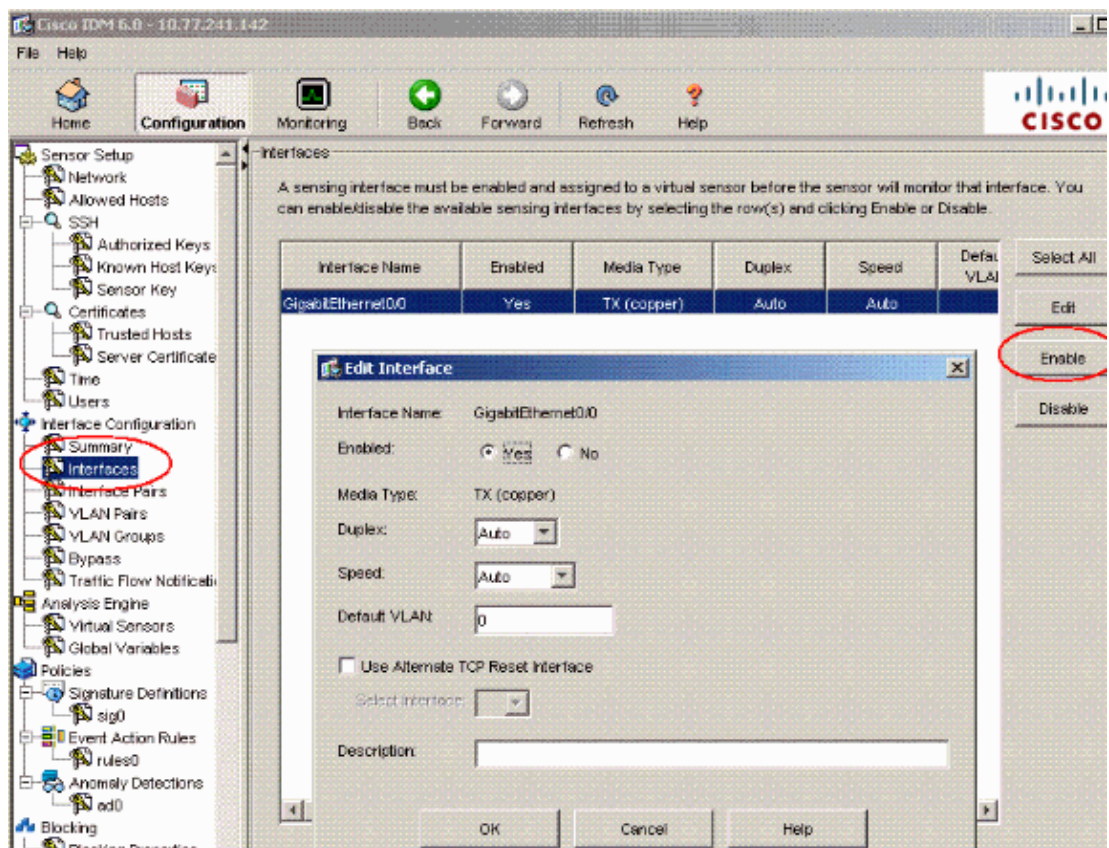 Cisco IDM 6.0 - 10.77.241.142
File Help
Home Configuration Monitoring Back Forward Refresh Help
CISCO
Sensor Setup
Network
Allowed Hosts
SSH
Authorized Keys
Known Host Keys
Sensor Key
Certificates
Trusted Hosts
Server Certificate
Time
Users
Interface Configuration
Summary
Interfaces
Interface Pairs
VLAN Pairs
VLAN Groups
Bypass
Traffic Flow Notificati
Analysis Engine
Virtual Sensors
Global Variables
Policies
Signature Definitions
sig0
Event Action Rules
rules0
Anomaly Detections
ad0
Blocking
Blocking Properties
Interfaces
A sensing interface must be enabled and assigned to a virtual sensor before the sensor will monitor that interface. You
can enable/disable the available sensing interfaces by selecting the row(s) and clicking Enable or Disable.
Interface Name Enabled Media Type Duplex Speed Defau VLAN
GigabitEthernet0/0 Yes TX (copper) Auto Auto
Select All
Edit
Enable
Disable
Edit Interface
Interface Name: GigabitEthernet0/0
Enabled: Yes No
Media Type: TX (copper)
Duplex: Auto
Speed: Auto
Default VLAN: 0
Use Alternate TCP Reset Interface
Select Interface:
Description:
OK Cancel Help